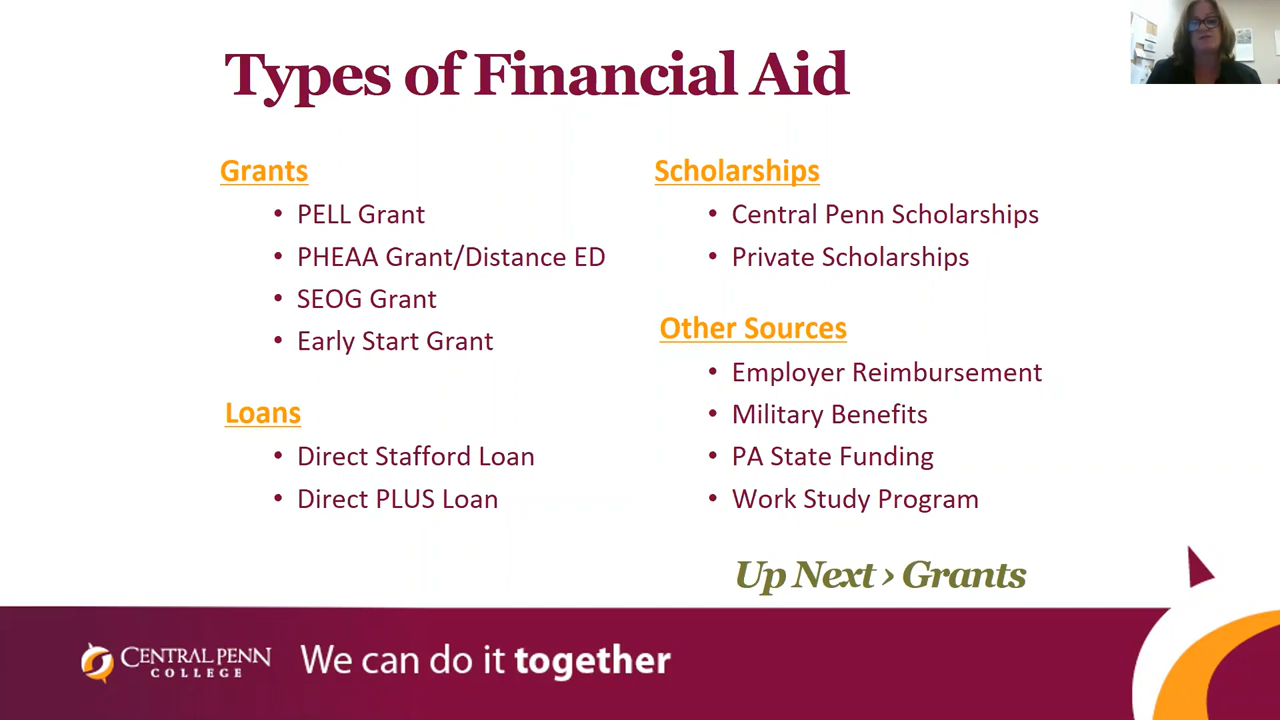 Types of Financial Aid
Grants
• PELL Grant
• PHEAA Grant/Distance ED
• SEOG Grant
• Early Start Grant
Loans
• Direct Stafford Loan
• Direct PLUS Loan
Scholarships
• Central Penn Scholarships
• Private Scholarships
Other Sources
• Employer Reimbursement
• Military Benefits
• PA State Funding
• Work Study Program
Up Next › Grants
CENTRAL PENN
COLLEGE
We can do it together